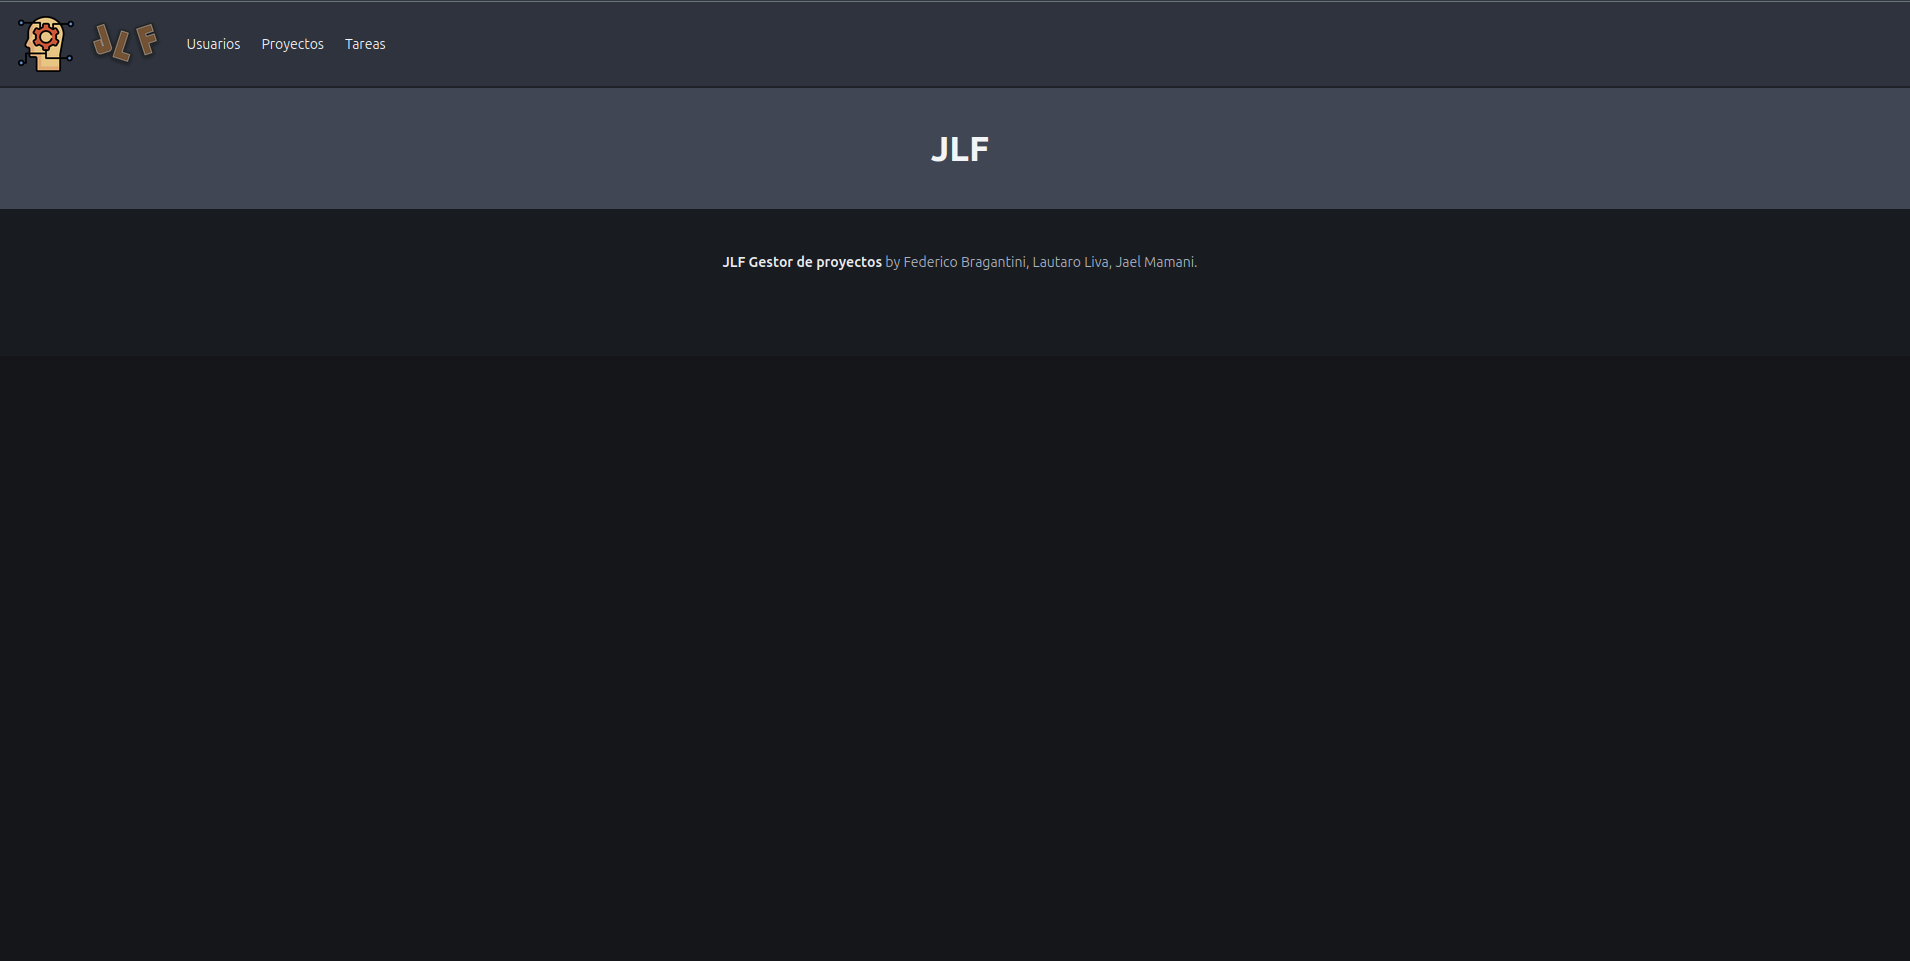 JLF
Usuarios Proyectos Tareas
JLF
JLF Gestor de proyectos by Federico Bragantini, Lautaro Liva, Jael Mamani.